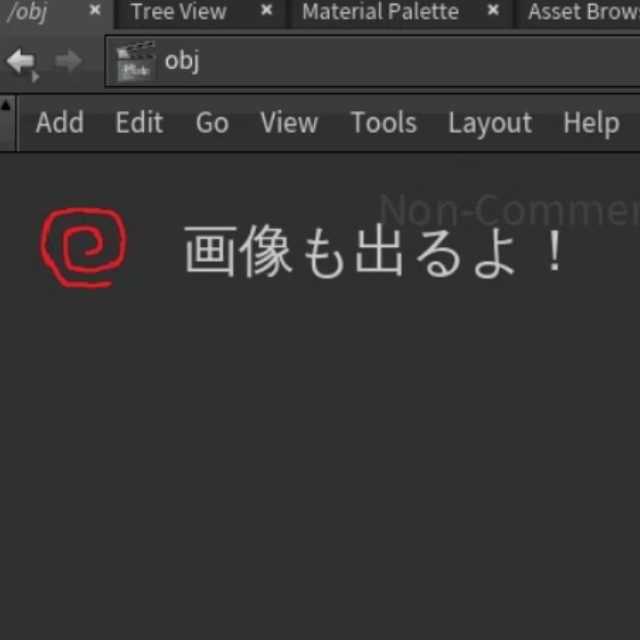 /obj × Tree View × Material Palette × Asset Brows
obj
Add Edit Go View Tools Layout Help
Non-Commer
画像も出るよ！